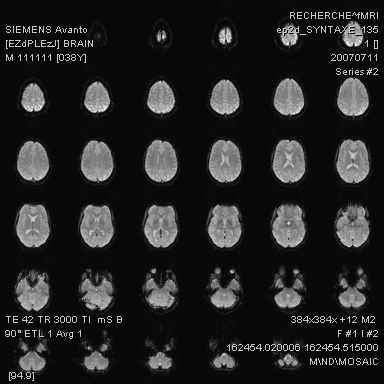 RECHERCHE^fMRI
SIEMENS Avanto
ep2d_SYNTAXE_135
[EZdPLEzJ] BRAIN
1 []
M 111111 [038Y]
20070711
Series #2
TE 42 TR 3000 TI mS B
384x384x +12 M2
90° ETL 1 Avg 1
F #1 I #2
162454.020006 162454.515000
M\ND\MOSAIC
[94.9]